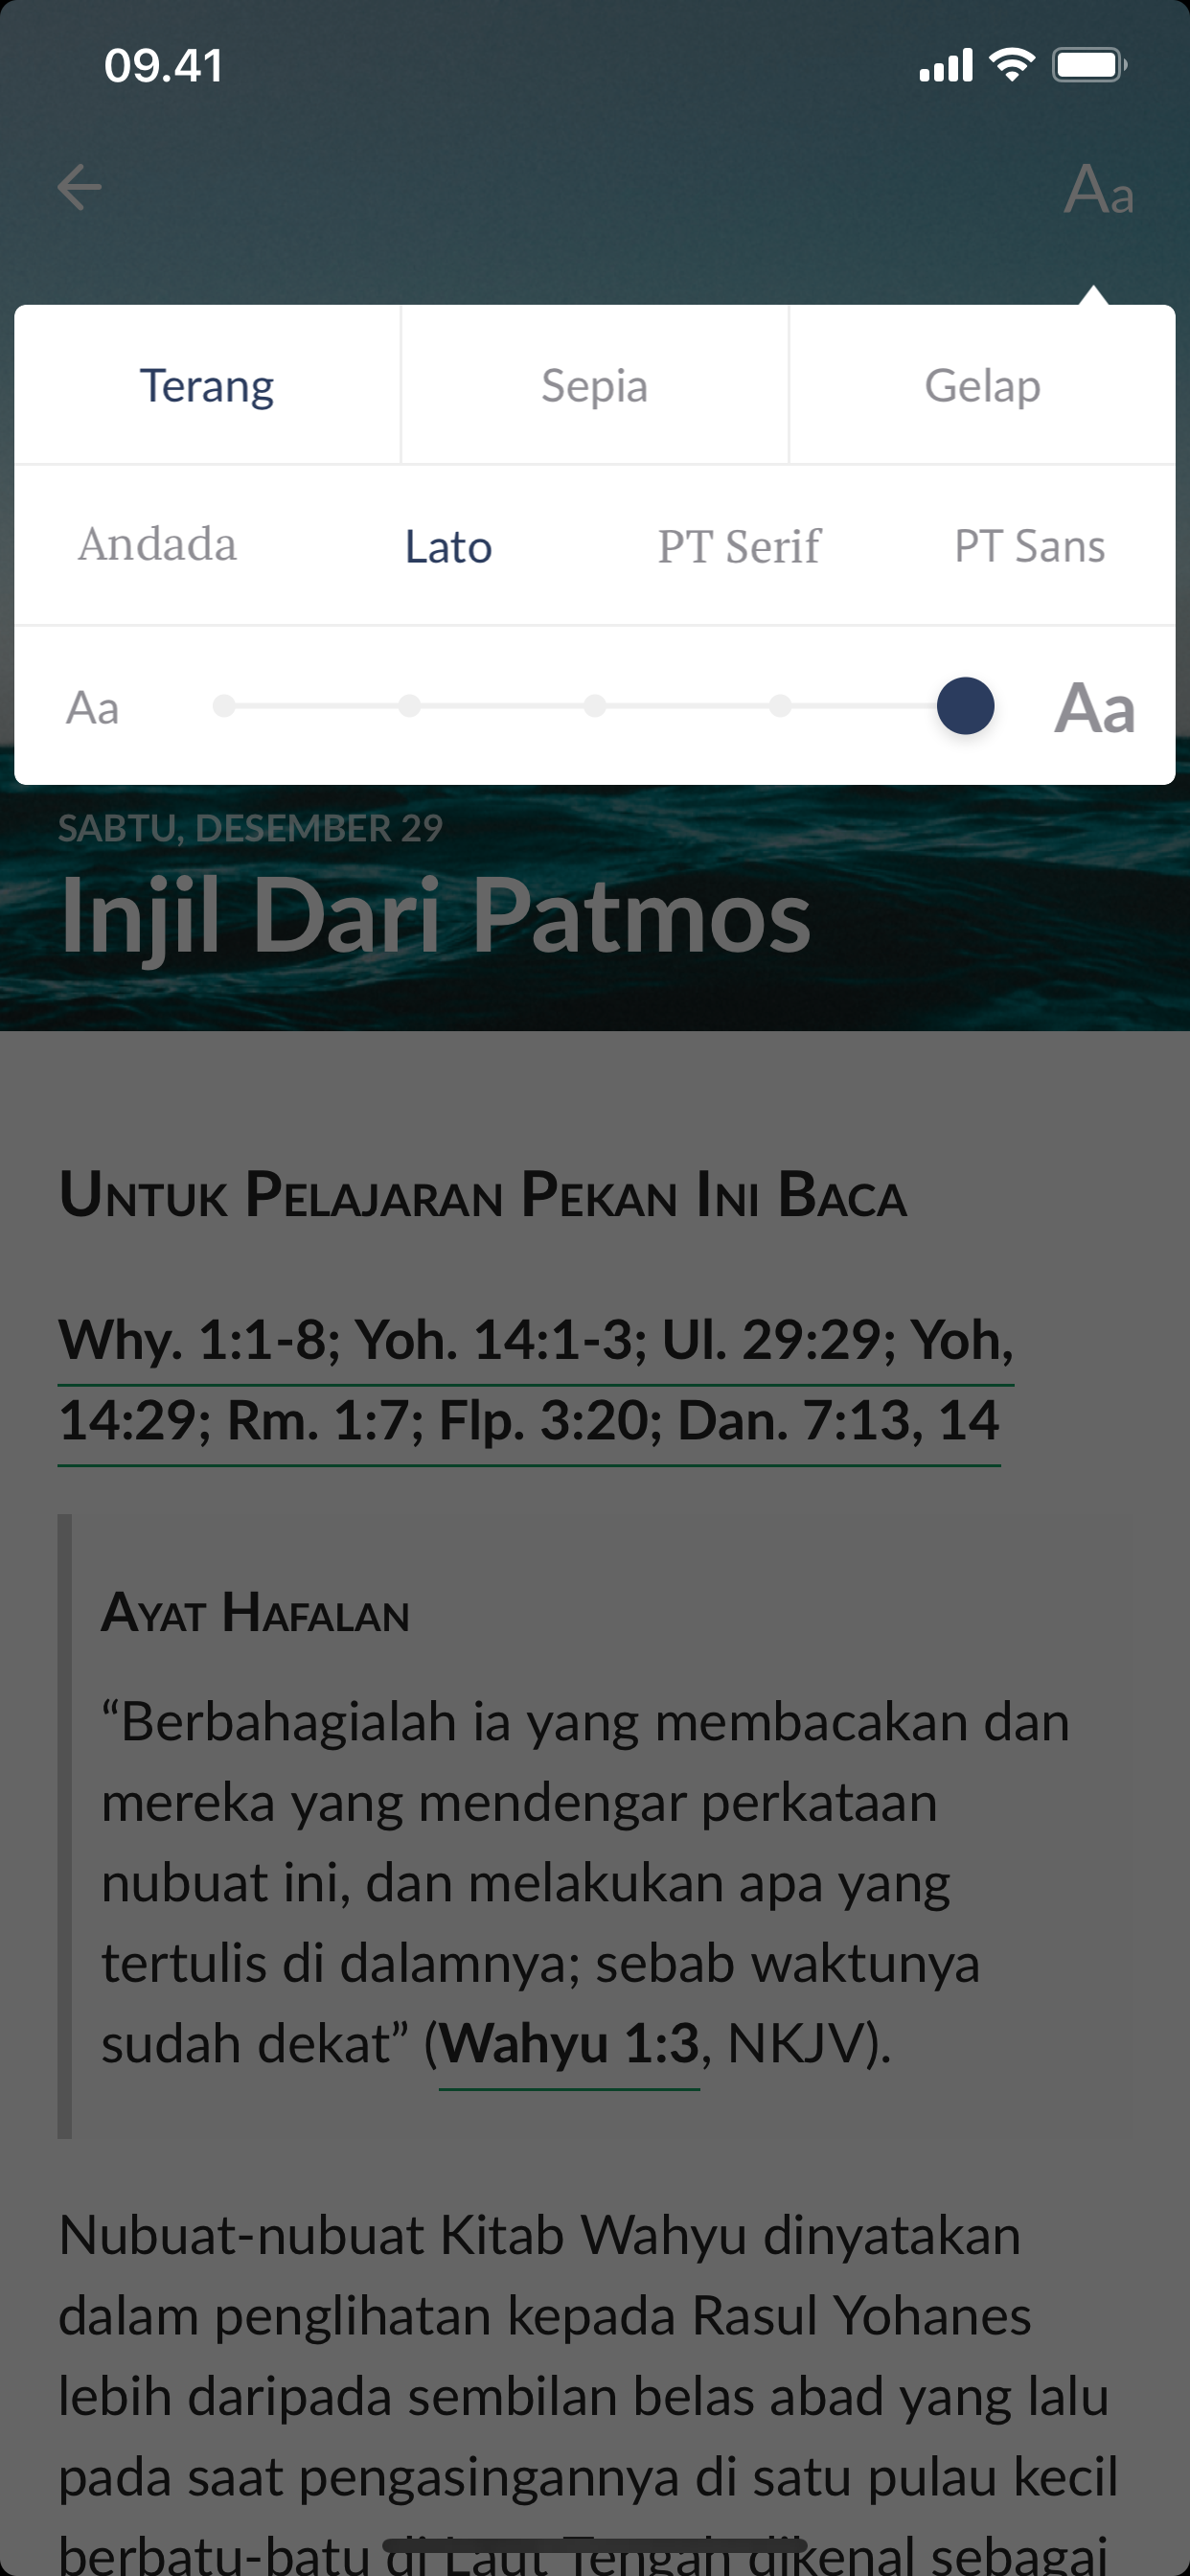 09.41
Aa
Terang Sepia Gelap
Andada Lato PT Serif PT Sans
Aa Aa
SABTU, DESEMBER 29
Injil Dari Patmos
Untuk Pelajaran Pekan Ini Baca
Why. 1:1-8; Yoh. 14:1-3; Ul. 29:29; Yoh,
14:29; Rm. 1:7; Flp. 3:20; Dan. 7:13, 14
Ayat Hafalan
“Berbahagialah ia yang membacakan dan
mereka yang mendengar perkataan
nubuat ini, dan melakukan apa yang
tertulis di dalamnya; sebab waktunya
sudah dekat” (Wahyu 1:3, NKJV).
Nubuat-nubuat Kitab Wahyu dinyatakan
dalam penglihatan kepada Rasul Yohanes
lebih daripada sembilan belas abad yang lalu
pada saat pengasingannya di satu pulau kecil
berbatu-batu di Laut Tengah dikenal sebagai